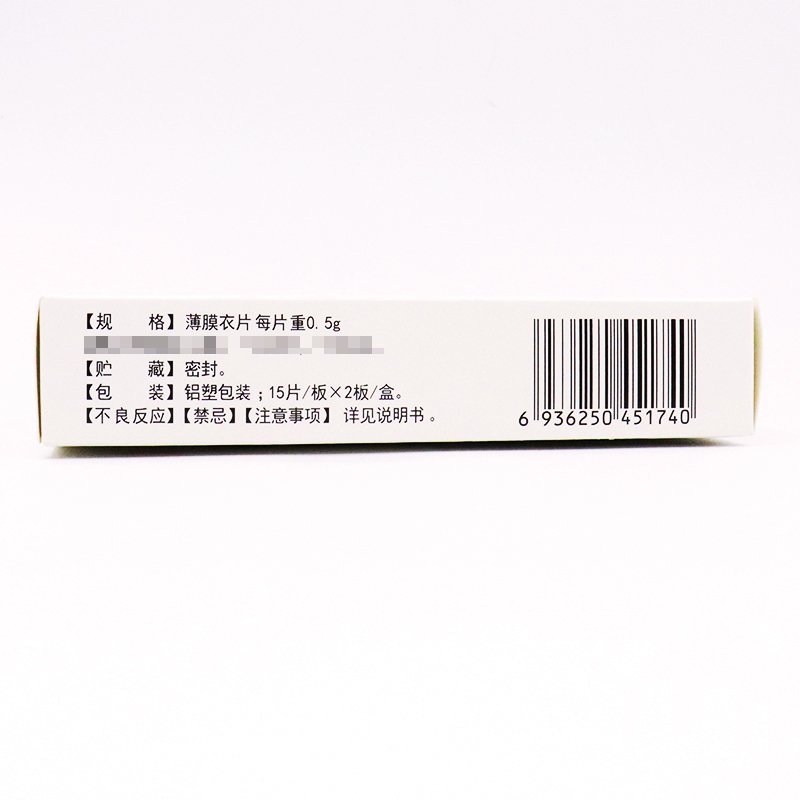 【规 格】薄膜衣片 每片重0.5g
【贮 藏】密封。
【包 装】铝塑包装；15片/板×2板/盒。
【不良反应】【禁忌】【注意事项】详见说明书。
6 936250 451740